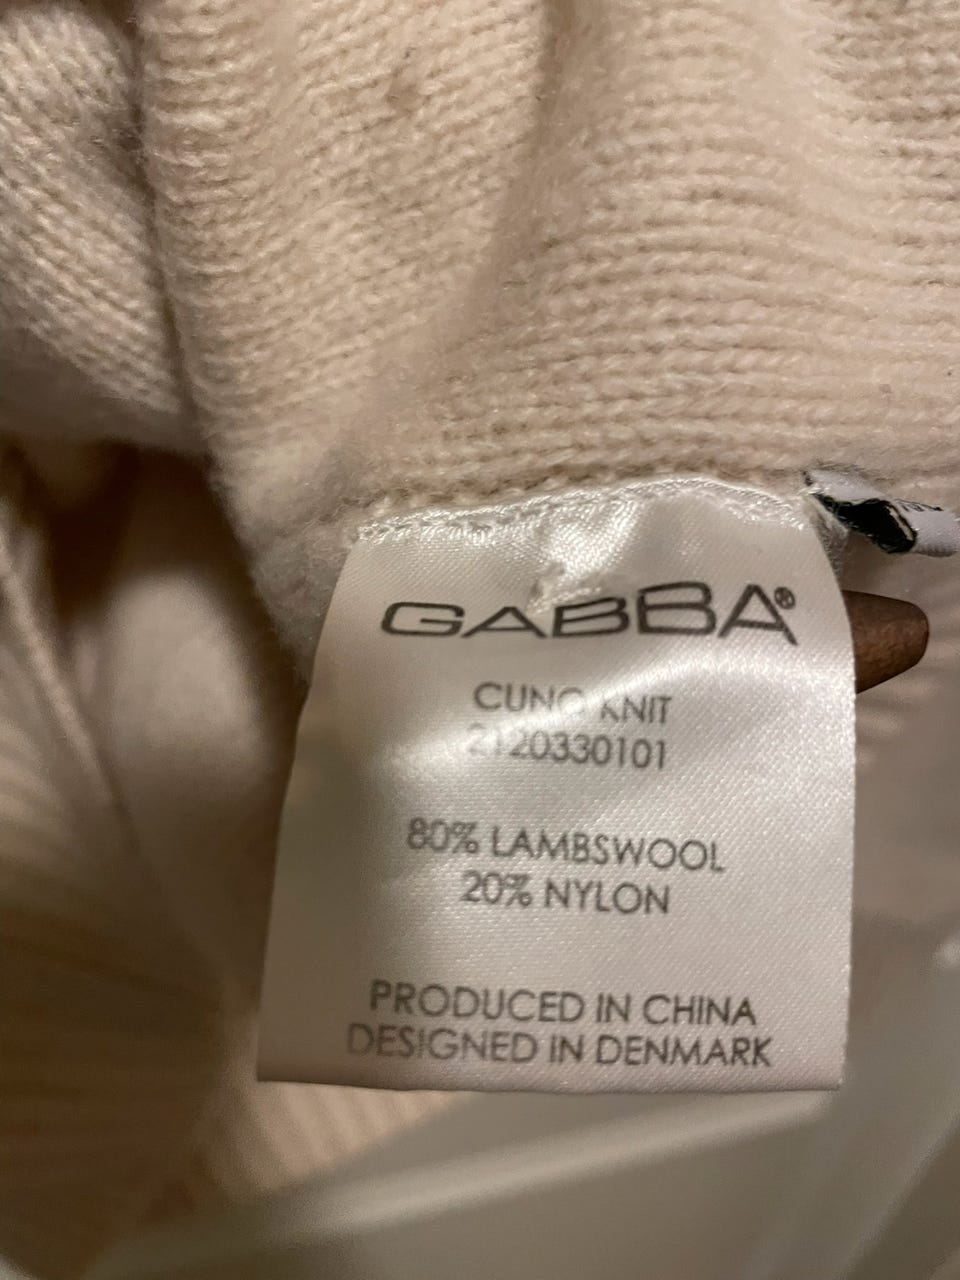 GABBA®
CUNO KNIT
2120330101
80% LAMBSWOOL
20% NYLON
PRODUCED IN CHINA
DESIGNED IN DENMARK